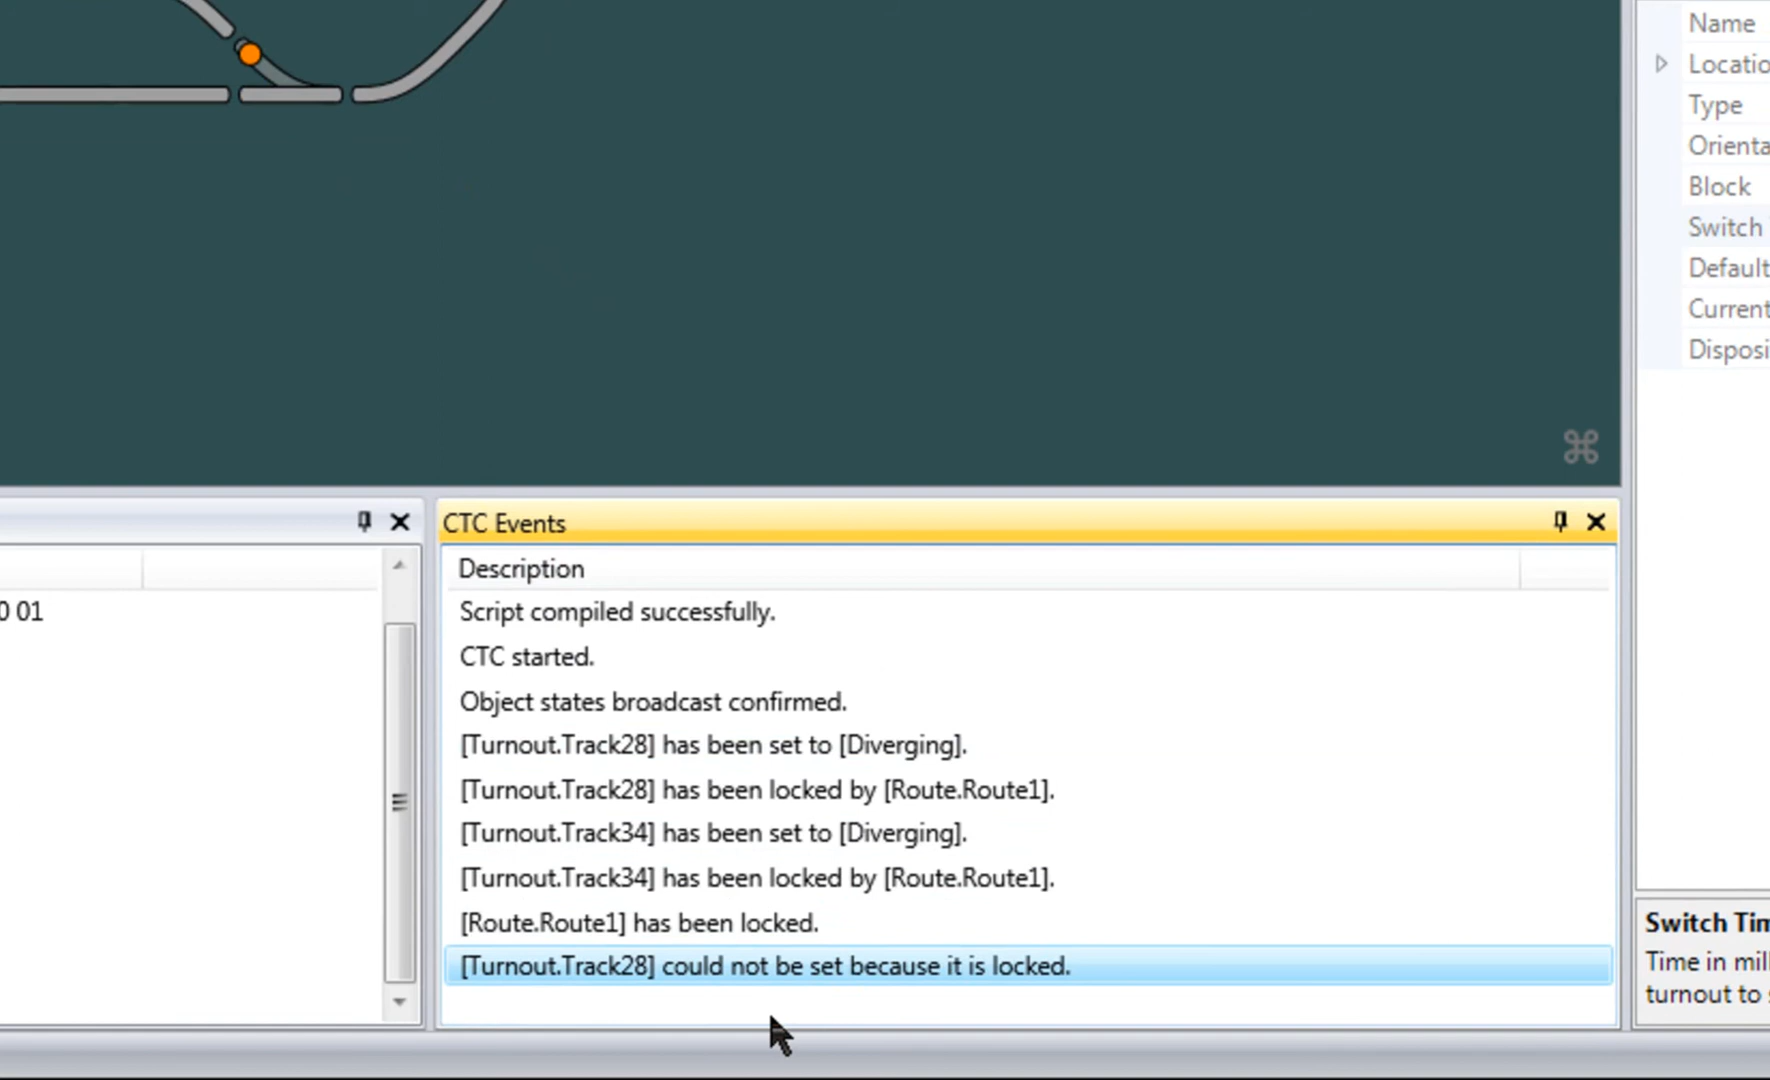 Name
Locatio
Type
Orienta
Block
Switch
Default
Current
Disposi
CTC Events
Description
0 01
Script compiled successfully.
CTC started.
Object states broadcast confirmed.
[Turnout.Track28] has been set to [Diverging].
[Turnout.Track28] has been locked by [Route.Route1].
[Turnout.Track34] has been set to [Diverging].
[Turnout.Track34] has been locked by [Route.Route1].
[Route.Route1] has been locked.
[Turnout.Track28] could not be set because it is locked.
Switch Tim
Time in mill
turnout to s